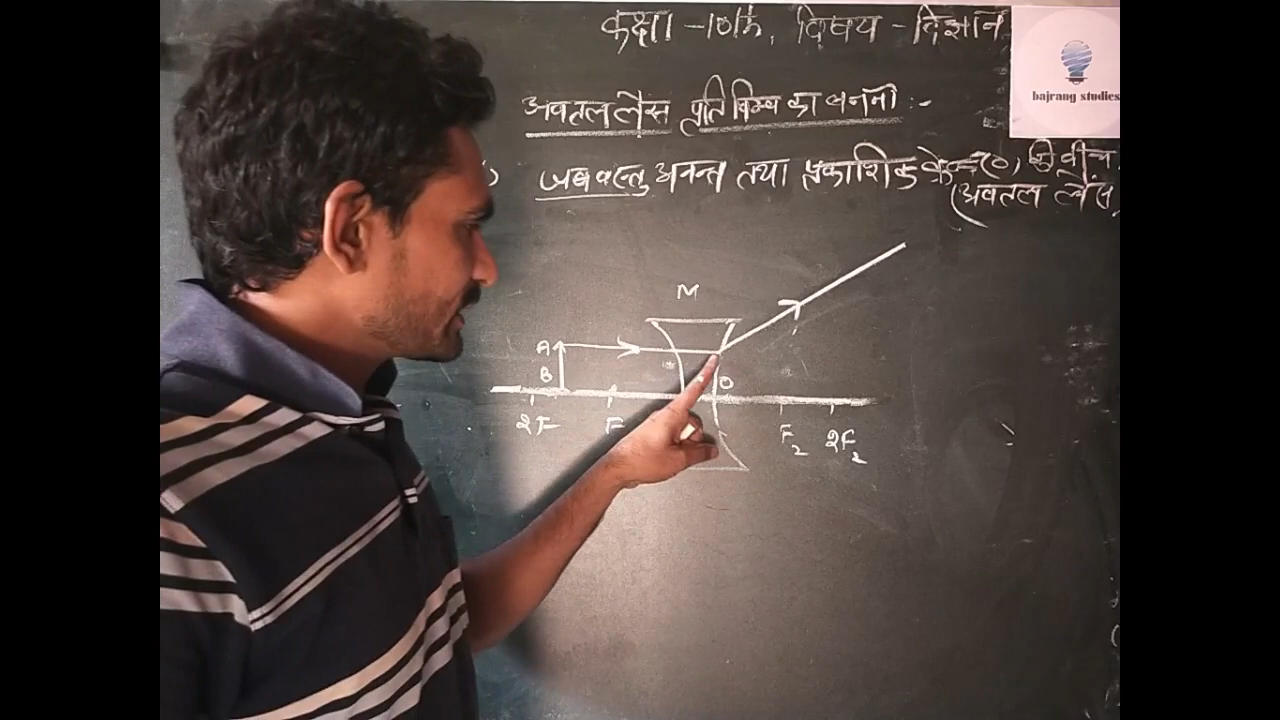 कक्षा - 10th, विषय - विज्ञान
bajrang studies
अवतल लैंस प्रतिबिम्ब का बनना :-
जब वस्तु अनन्त तथा प्रकाशिक केन्द्र O, के बीच
(अवतल लैंस
M
A
B
O
2F F F₂ 2F₂